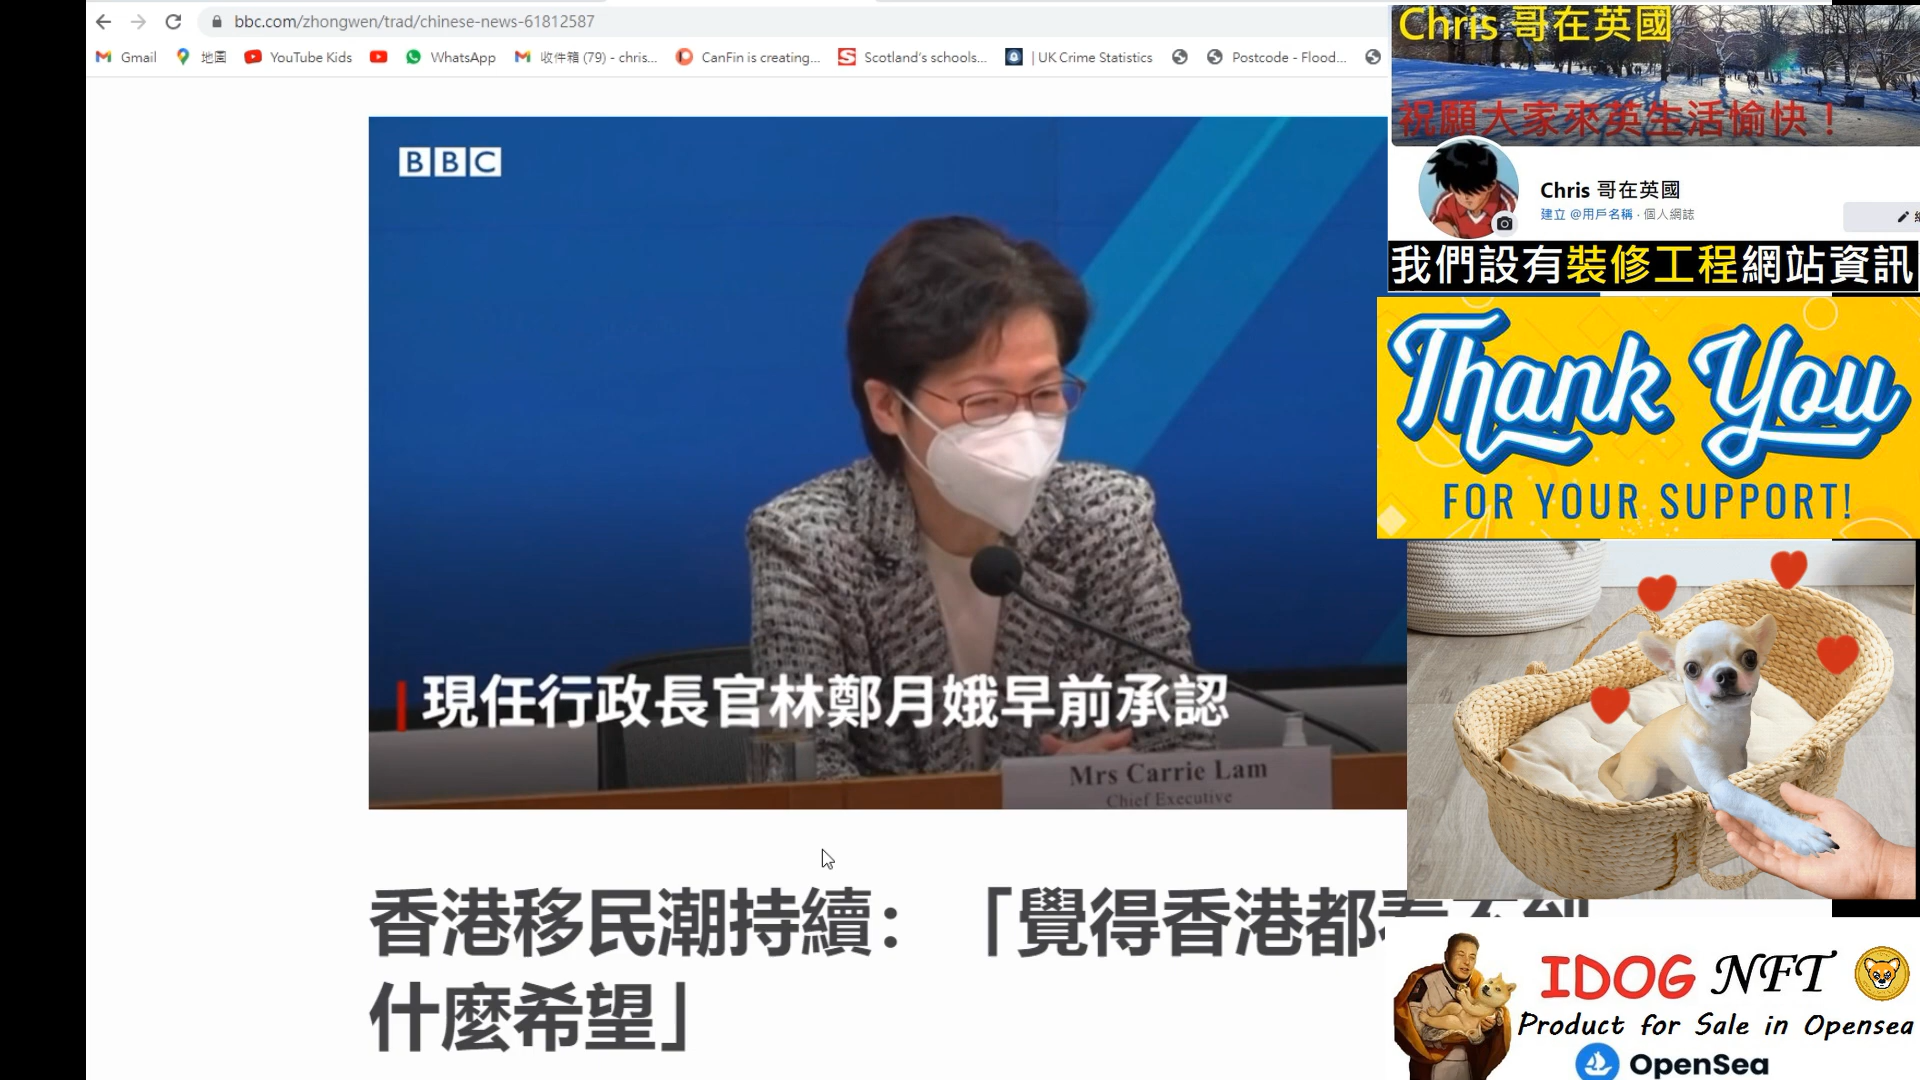 bbc.com/zhongwen/trad/chinese-news-61812587
Gmail
地圖
YouTube Kids
WhatsApp
收件箱 (79) - chris...
CanFin is creating...
Scotland's schools...
| UK Crime Statistics
Postcode - Flood...
BBC
現任行政長官林鄭月娥早前承認
Mrs Carrie Lam
Chief Executive
香港移民潮持續：「覺得香港都看不到
什麼希望」
Chris 哥在英國
祝願大家來英生活愉快！
Chris 哥在英國
建立 @用戶名稱 · 個人網誌
我們設有裝修工程網站資訊
Thank You
FOR YOUR SUPPORT!
IDOG NFT
Product for Sale in Opensea
OpenSea